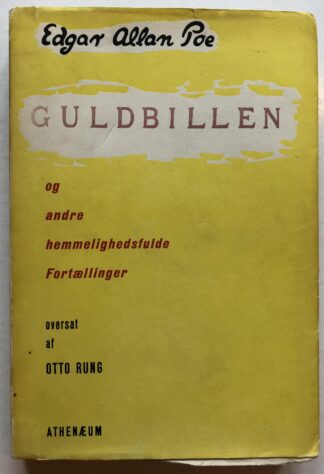 Edgar Allan Poe
GULDBILLEN
og
andre
hemmelighedsfulde
Fortællinger
oversat
af
OTTO RUNG
ATHENÆUM